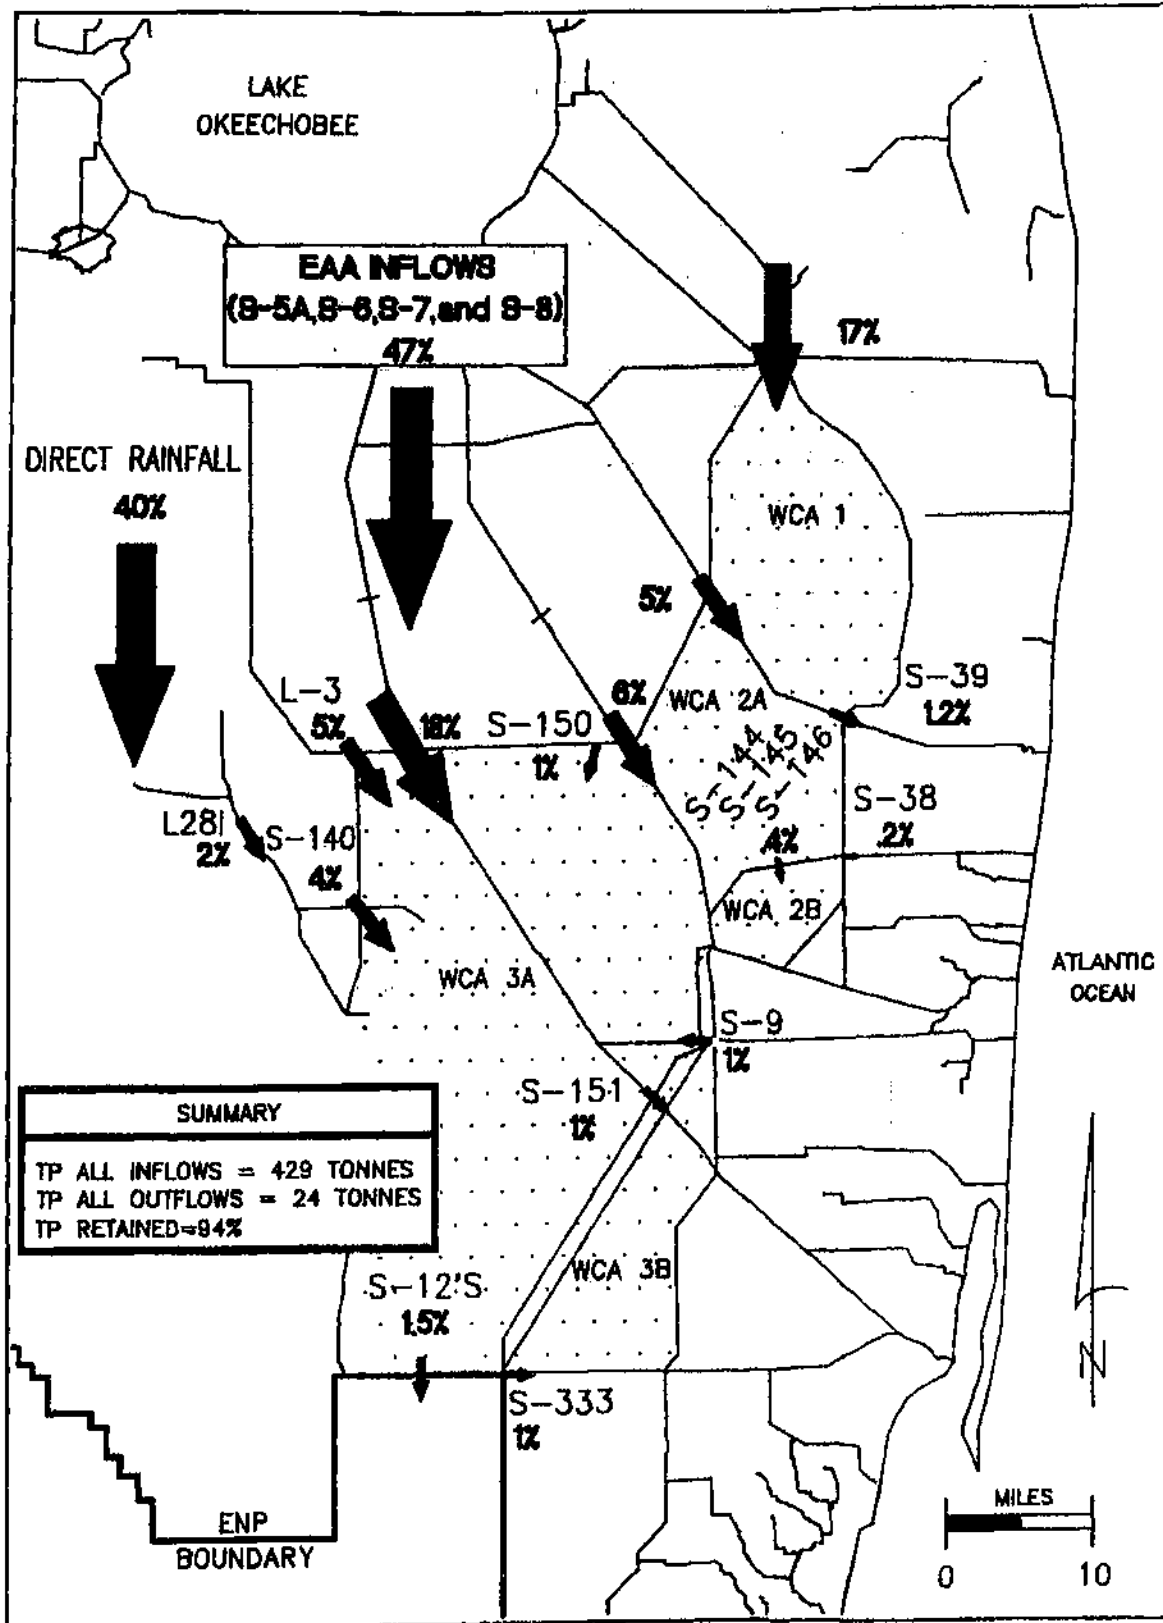 LAKE
OKEECHOBEE
EAA INFLOWS
(S-5A,S-6,S-7,and S-8)
47%
17%
DIRECT RAINFALL
40%
WCA 1
5%
L-3
5%
18%
S-150
1%
6%
WCA 2A
S-39
1.2%
S-144
S-145
S-146
.4%
S-38
.2%
L28I
2%
S-140
4%
WCA 2B
WCA 3A
ATLANTIC
OCEAN
S-9
1%
S-151
1%
SUMMARY
TP ALL INFLOWS = 429 TONNES
TP ALL OUTFLOWS = 24 TONNES
TP RETAINED=94%
WCA 3B
S-12'S
1.5%
S-333
1%
N
ENP
BOUNDARY
MILES
0 10